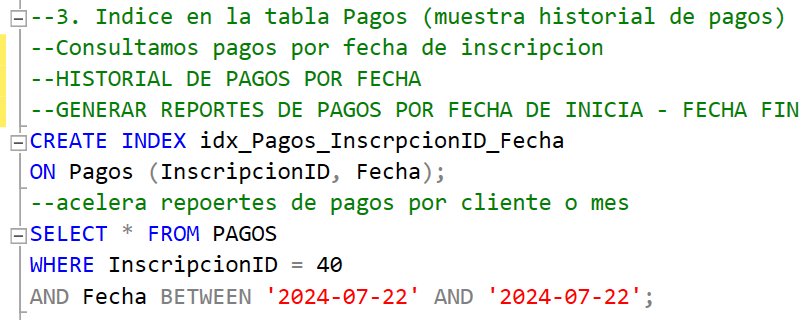 --3. Indice en la tabla Pagos (muestra historial de pagos)
--Consultamos pagos por fecha de inscripcion
--HISTORIAL DE PAGOS POR FECHA
--GENERAR REPORTES DE PAGOS POR FECHA DE INICIA - FECHA FIN
CREATE INDEX idx_Pagos_InscrpcionID_Fecha
ON Pagos (InscripcionID, Fecha);
--acelera repoertes de pagos por cliente o mes
SELECT * FROM PAGOS
WHERE InscripcionID = 40
AND Fecha BETWEEN '2024-07-22' AND '2024-07-22';